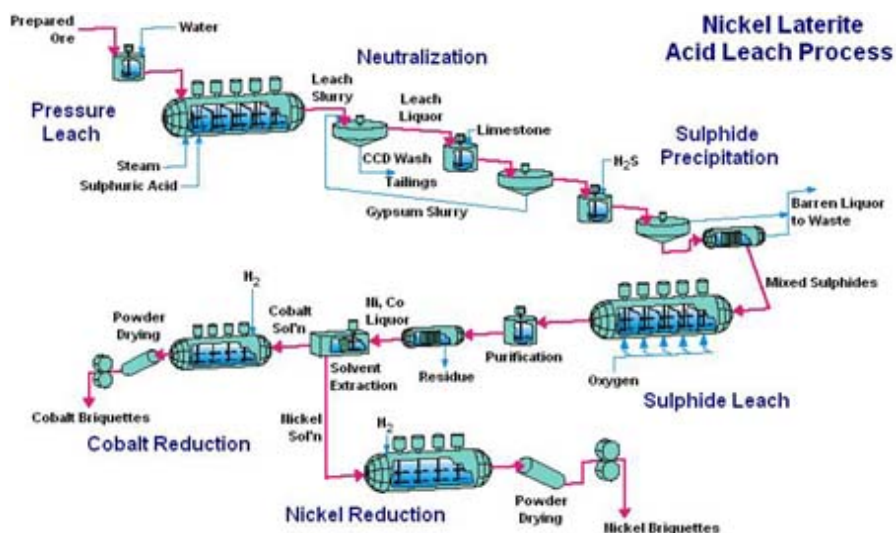 Nickel Laterite
Acid Leach Process
Prepared
Ore
Water
Pressure
Leach
Steam
Sulphuric Acid
Neutralization
Leach
Slurry
Leach
Liquor
Limestone
CCD Wash
Tailings
Gypsum Slurry
H2S
Sulphide
Precipitation
Barren Liquor
to Waste
Mixed Sulphides
Oxygen
Sulphide Leach
Purification
Residue
Ni, Co
Liquor
Solvent
Extraction
Cobalt
Sol'n
H2
Powder
Drying
Cobalt Briquettes
Cobalt Reduction
Nickel
Sol'n
H2
Nickel Reduction
Powder
Drying
Nickel Briquettes